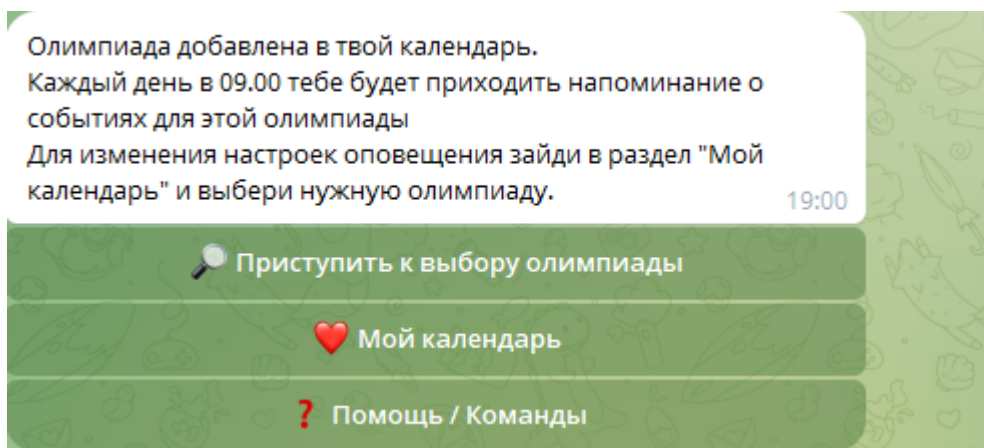 Олимпиада добавлена в твой календарь.
Каждый день в 09.00 тебе будет приходить напоминание о
событиях для этой олимпиады
Для изменения настроек оповещения зайди в раздел "Мой
календарь" и выбери нужную олимпиаду.
19:00
🔎 Приступить к выбору олимпиады
❤️ Мой календарь
❓ Помощь / Команды